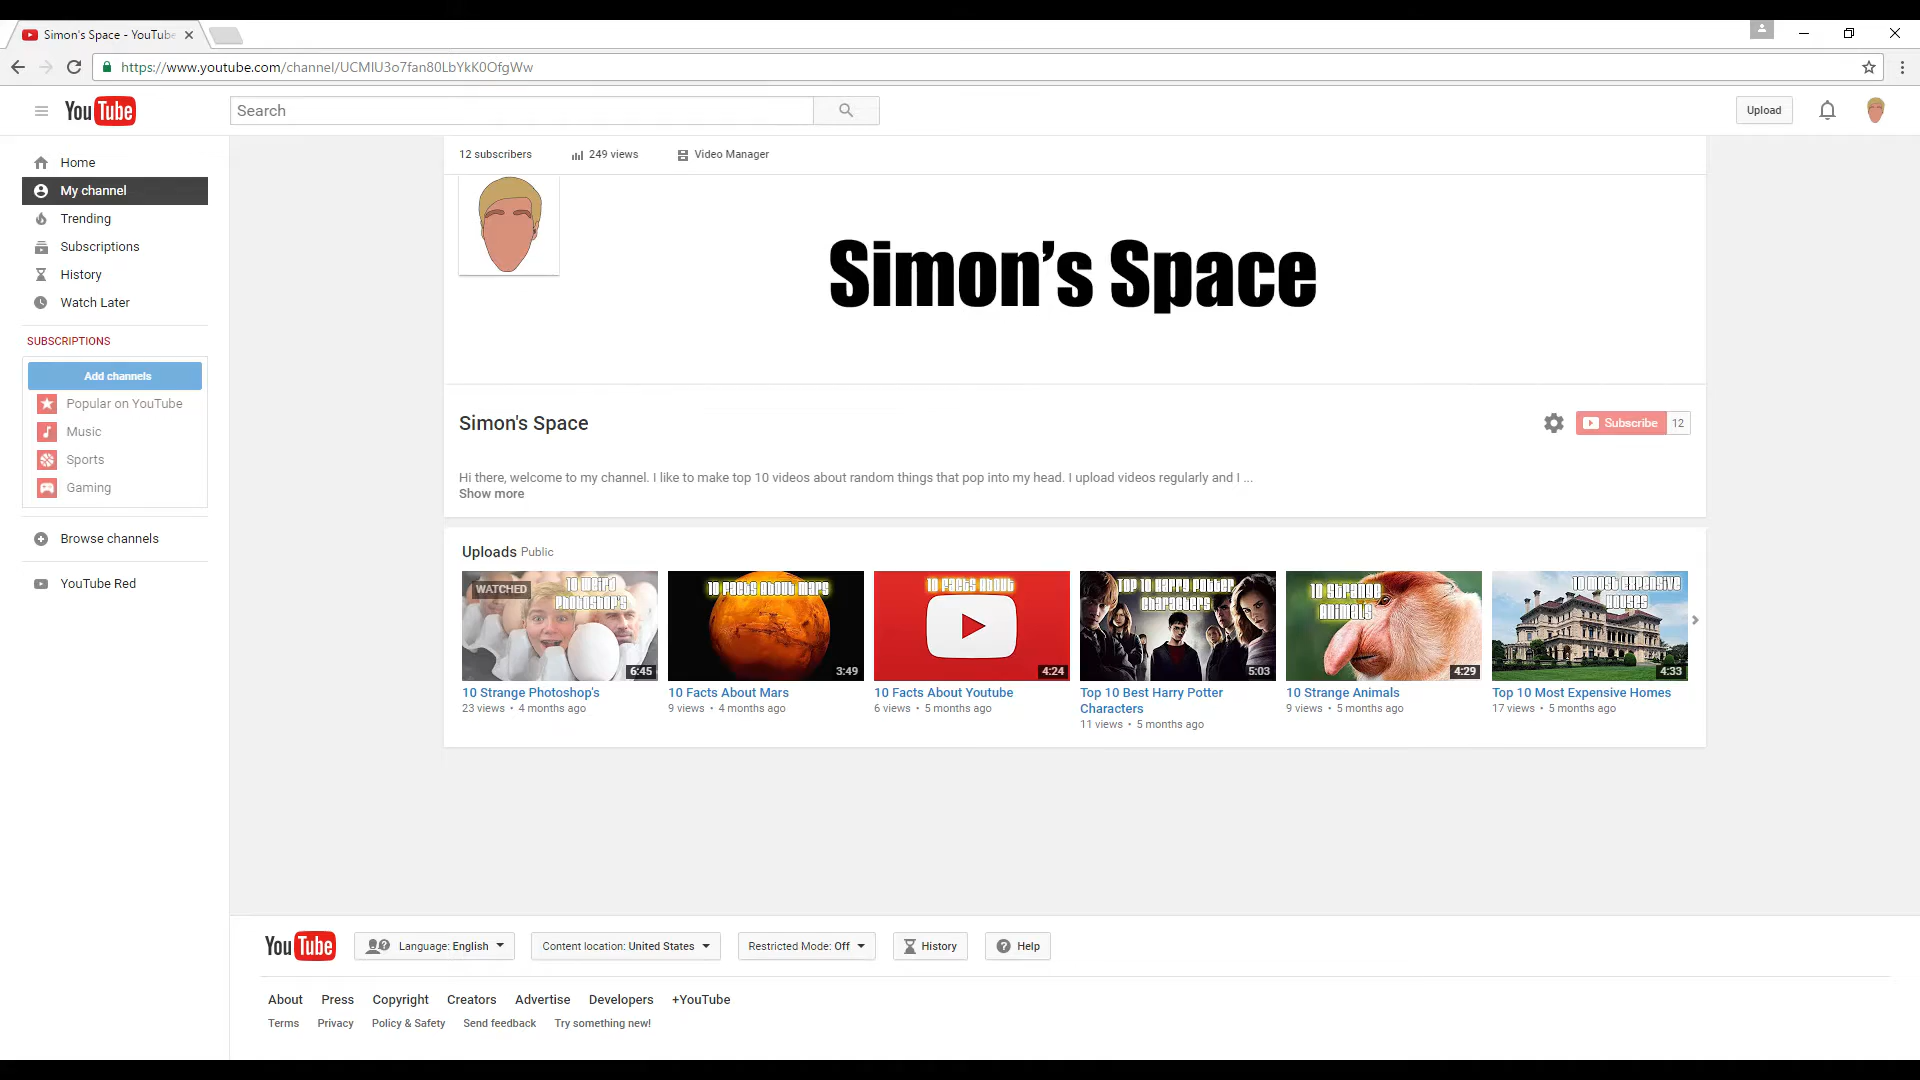 Simon's Space - YouTube
https://www.youtube.com/channel/UCMIU3o7fan80LbYkK0OfgWw
YouTube
Search
Upload
Home
My channel
Trending
Subscriptions
History
Watch Later
SUBSCRIPTIONS
Add channels
Popular on YouTube
Music
Sports
Gaming
Browse channels
YouTube Red
12 subscribers
249 views
Video Manager
Simon's Space
Simon's Space
Subscribe 12
Hi there, welcome to my channel. I like to make top 10 videos about random things that pop into my head. I upload videos regularly and I ...
Show more
Uploads Public
WATCHED
10 Weird
Photoshop's
6:45
10 Strange Photoshop's
23 views • 4 months ago
10 Facts About Mars
3:49
10 Facts About Mars
9 views • 4 months ago
10 Facts About
4:24
10 Facts About Youtube
6 views • 5 months ago
Top 10 Harry Potter
Characters
5:03
Top 10 Best Harry Potter
Characters
11 views • 5 months ago
10 Strange
Animals
4:29
10 Strange Animals
9 views • 5 months ago
10 Most Expensive
Houses
4:33
Top 10 Most Expensive Homes
17 views • 5 months ago
YouTube
Language: English
Content location: United States
Restricted Mode: Off
History
Help
About Press Copyright Creators Advertise Developers +YouTube
Terms Privacy Policy & Safety Send feedback Try something new!